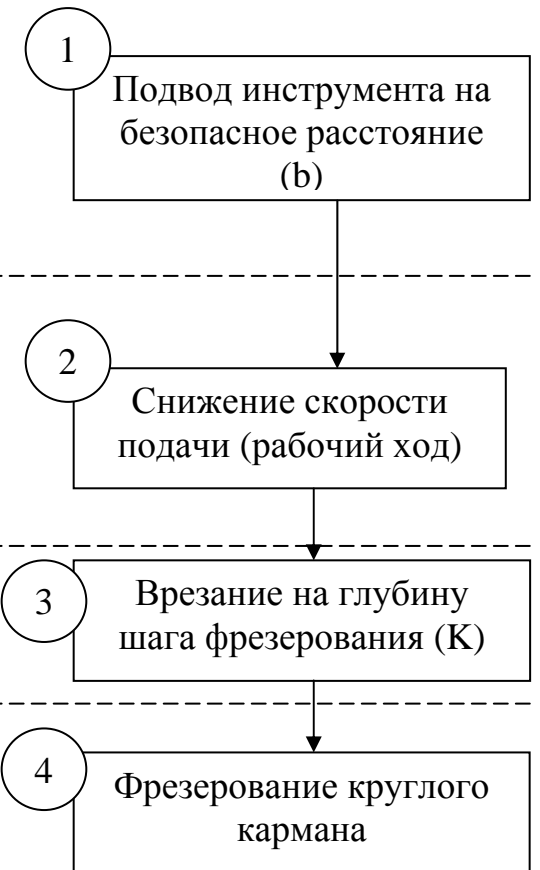 1
Подвод инструмента на
безопасное расстояние
(b)
2
Снижение скорости
подачи (рабочий ход)
3
Врезание на глубину
шага фрезерования (K)
4
Фрезерование круглого
кармана